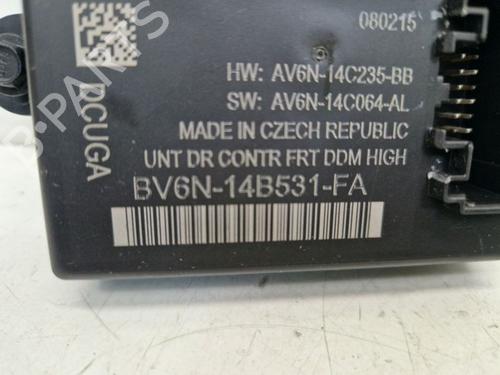 080215
HW: AV6N-14C235-BB
SW: AV6N-14C064-AL
MADE IN CZECH REPUBLIC
UNT DR CONTR FRT DDM HIGH
BV6N-14B531-FA
DCUGA
B-PARTS